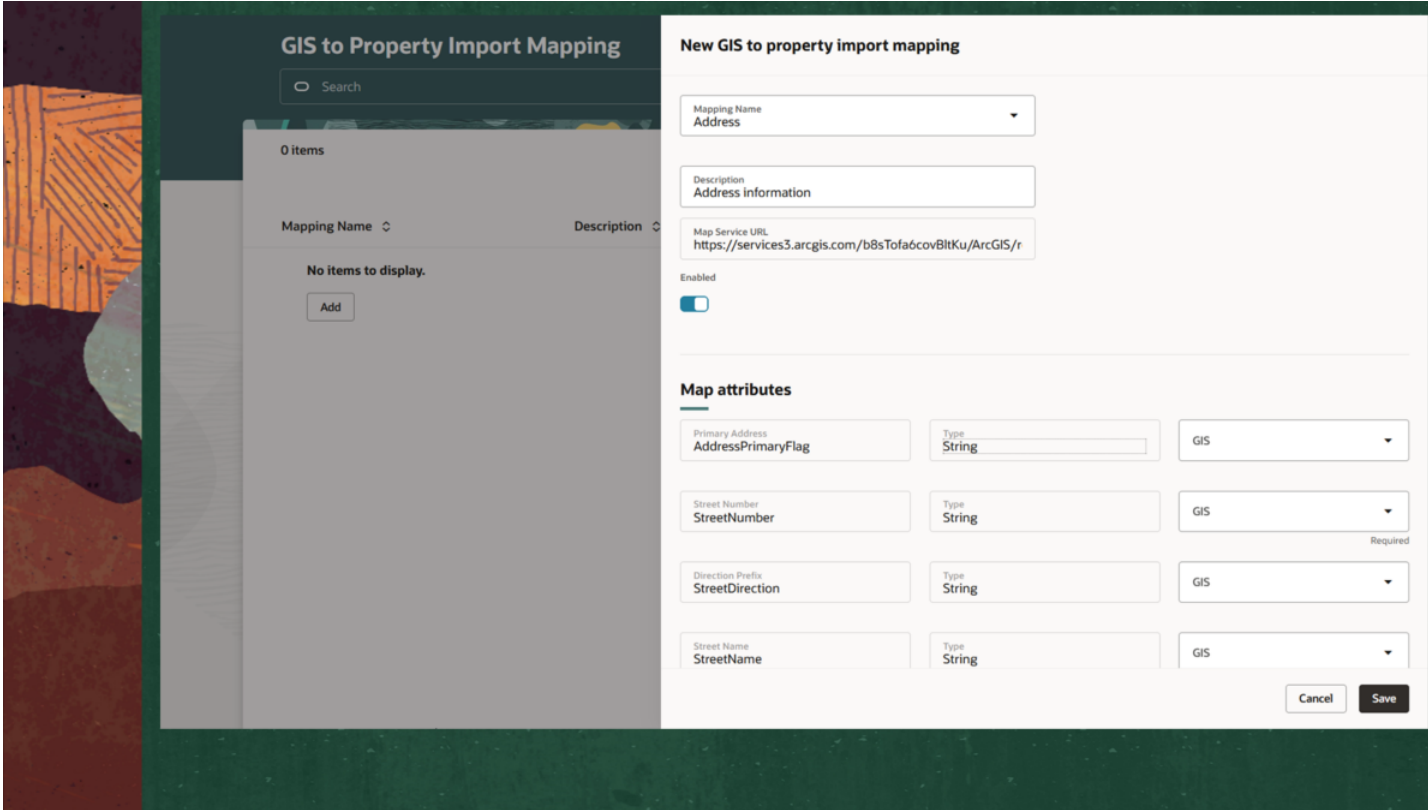 GIS to Property Import Mapping
Search
0 items
Mapping Name
Description
No items to display.
Add
New GIS to property import mapping
Mapping Name
Address
Description
Address information
Map Service URL
https://services3.arcgis.com/b8sTofa6covBltKu/ArcGIS/r
Enabled
Map attributes
Primary Address
AddressPrimaryFlag
Type
String
GIS
Street Number
StreetNumber
Type
String
GIS
Required
Direction Prefix
StreetDirection
Type
String
GIS
Street Name
StreetName
Type
String
GIS
Cancel
Save